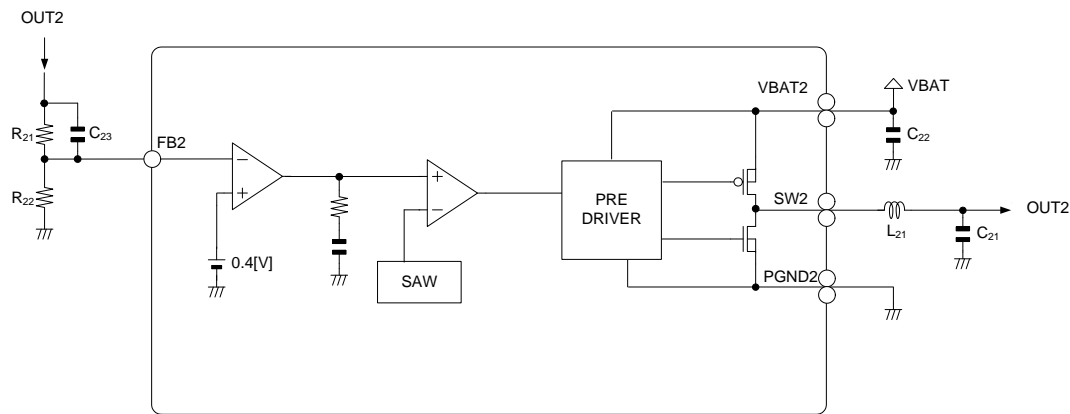 OUT2
VBAT2
VBAT
R21
C23
FB2
C22
R22
PRE
DRIVER
SW2
OUT2
L21
C21
0.4[V]
SAW
PGND2